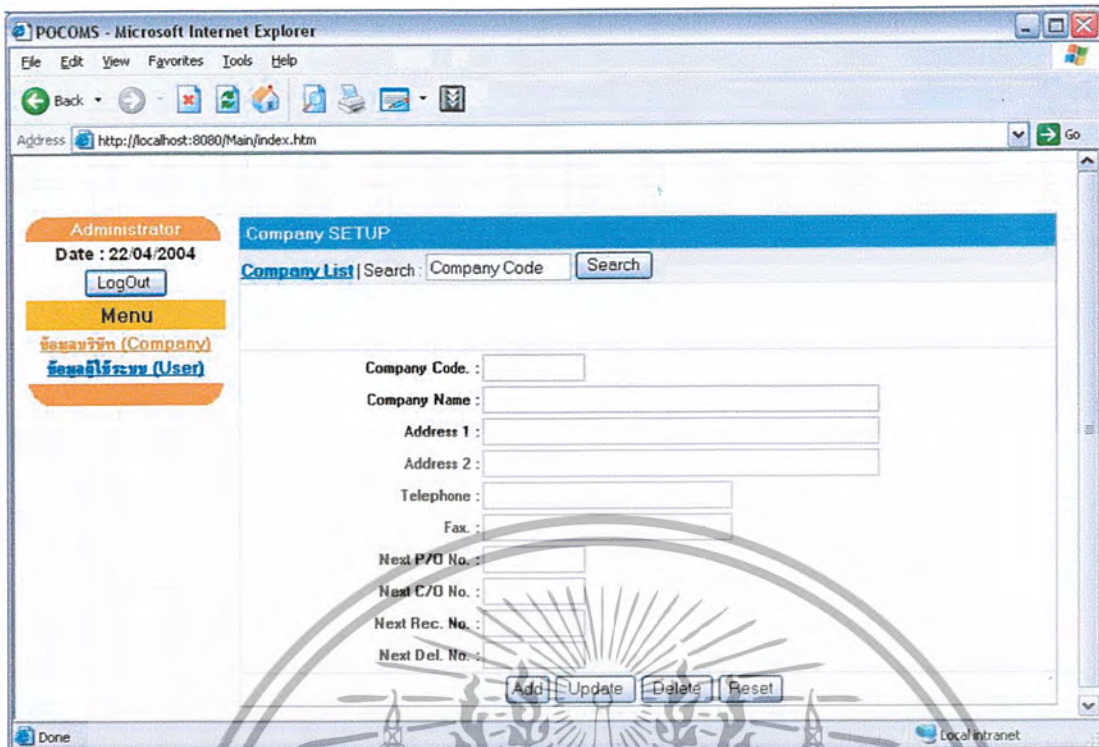 POCOMS - Microsoft Internet Explorer
File Edit View Favorites Tools Help
Back
Address http://localhost:8080/Main/index.htm Go
Administrator
Date : 22/04/2004
LogOut
Menu
ข้อมูลบริษัท (Company)
ข้อมูลผู้ใช้ระบบ (User)
Company SETUP
Company List | Search : Company Code Search
Company Code. :
Company Name :
Address 1 :
Address 2 :
Telephone :
Fax. :
Next P/O No. :
Next C/O No. :
Next Rec. No. :
Next Del. No. :
Add Update Delete Reset
Done Local intranet